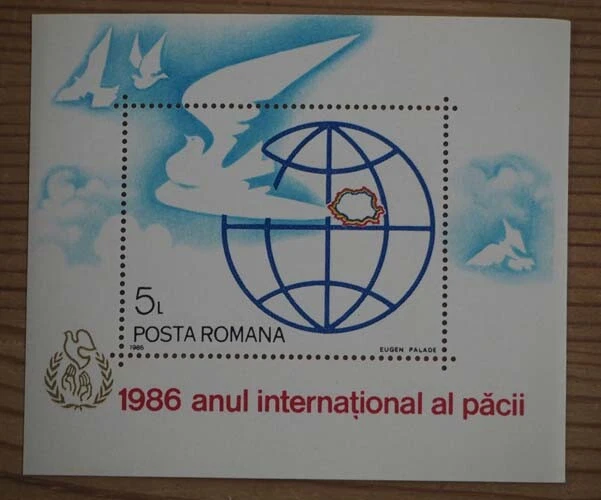 5L
POSTA ROMANA
1986
EUGEN PALADE
1986 anul internațional al păcii